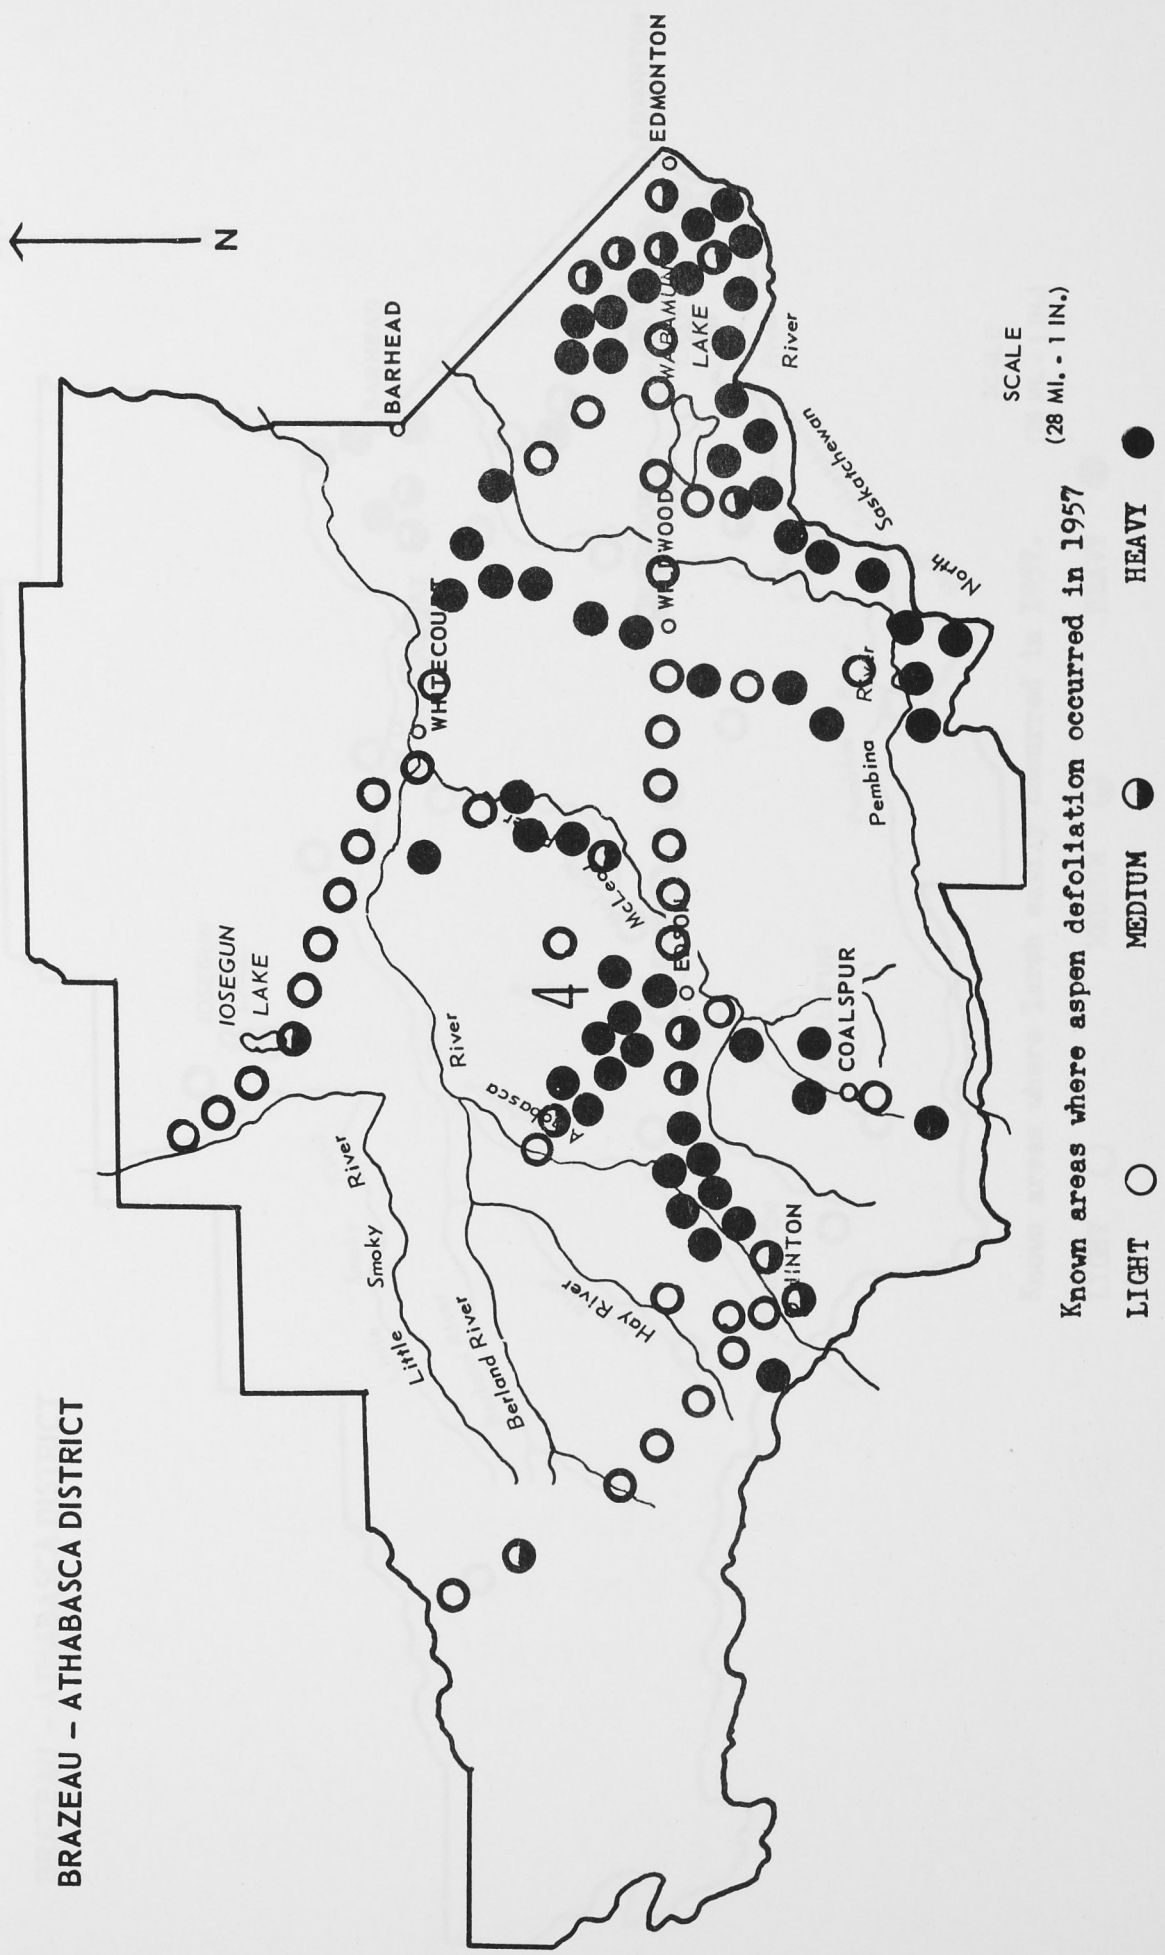 BRAZEAU - ATHABASCA DISTRICT
N
EDMONTON
BARHEAD
IOSEGUN
LAKE
WHITECOURT
WABAMUN
LAKE
WILDWOOD
River
Saskatchewan
North
River
Pembina
McLeod
EDSON
4
COALSPUR
River
Athabasca
River
Smoky
Little
Berland River
Hay River
HINTON
SCALE
(28 MI. - 1 IN.)
Known areas where aspen defoliation occurred in 1957
LIGHT MEDIUM HEAVY